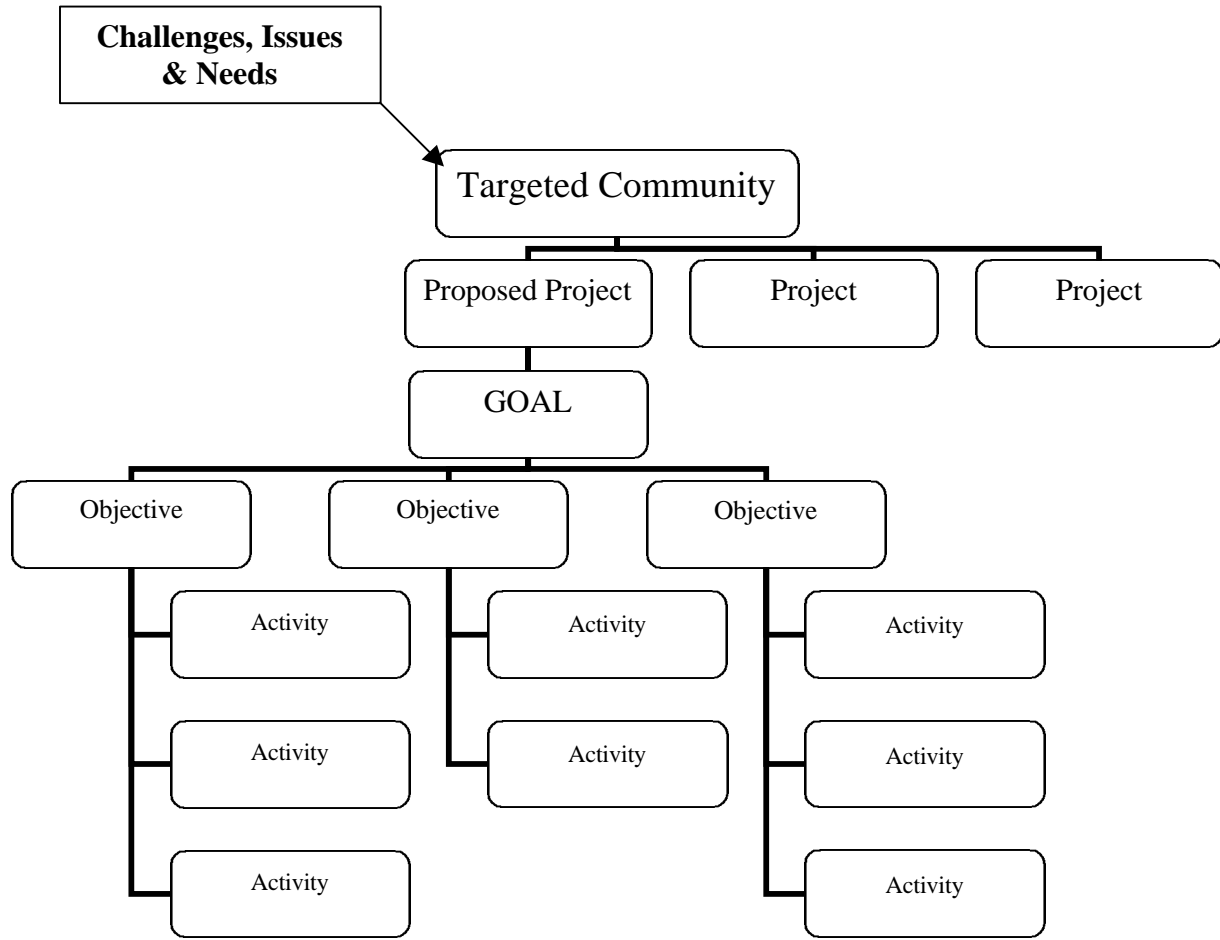 Challenges, Issues
& Needs
Targeted Community
Proposed Project
Project
Project
GOAL
Objective
Objective
Objective
Activity
Activity
Activity
Activity
Activity
Activity
Activity
Activity